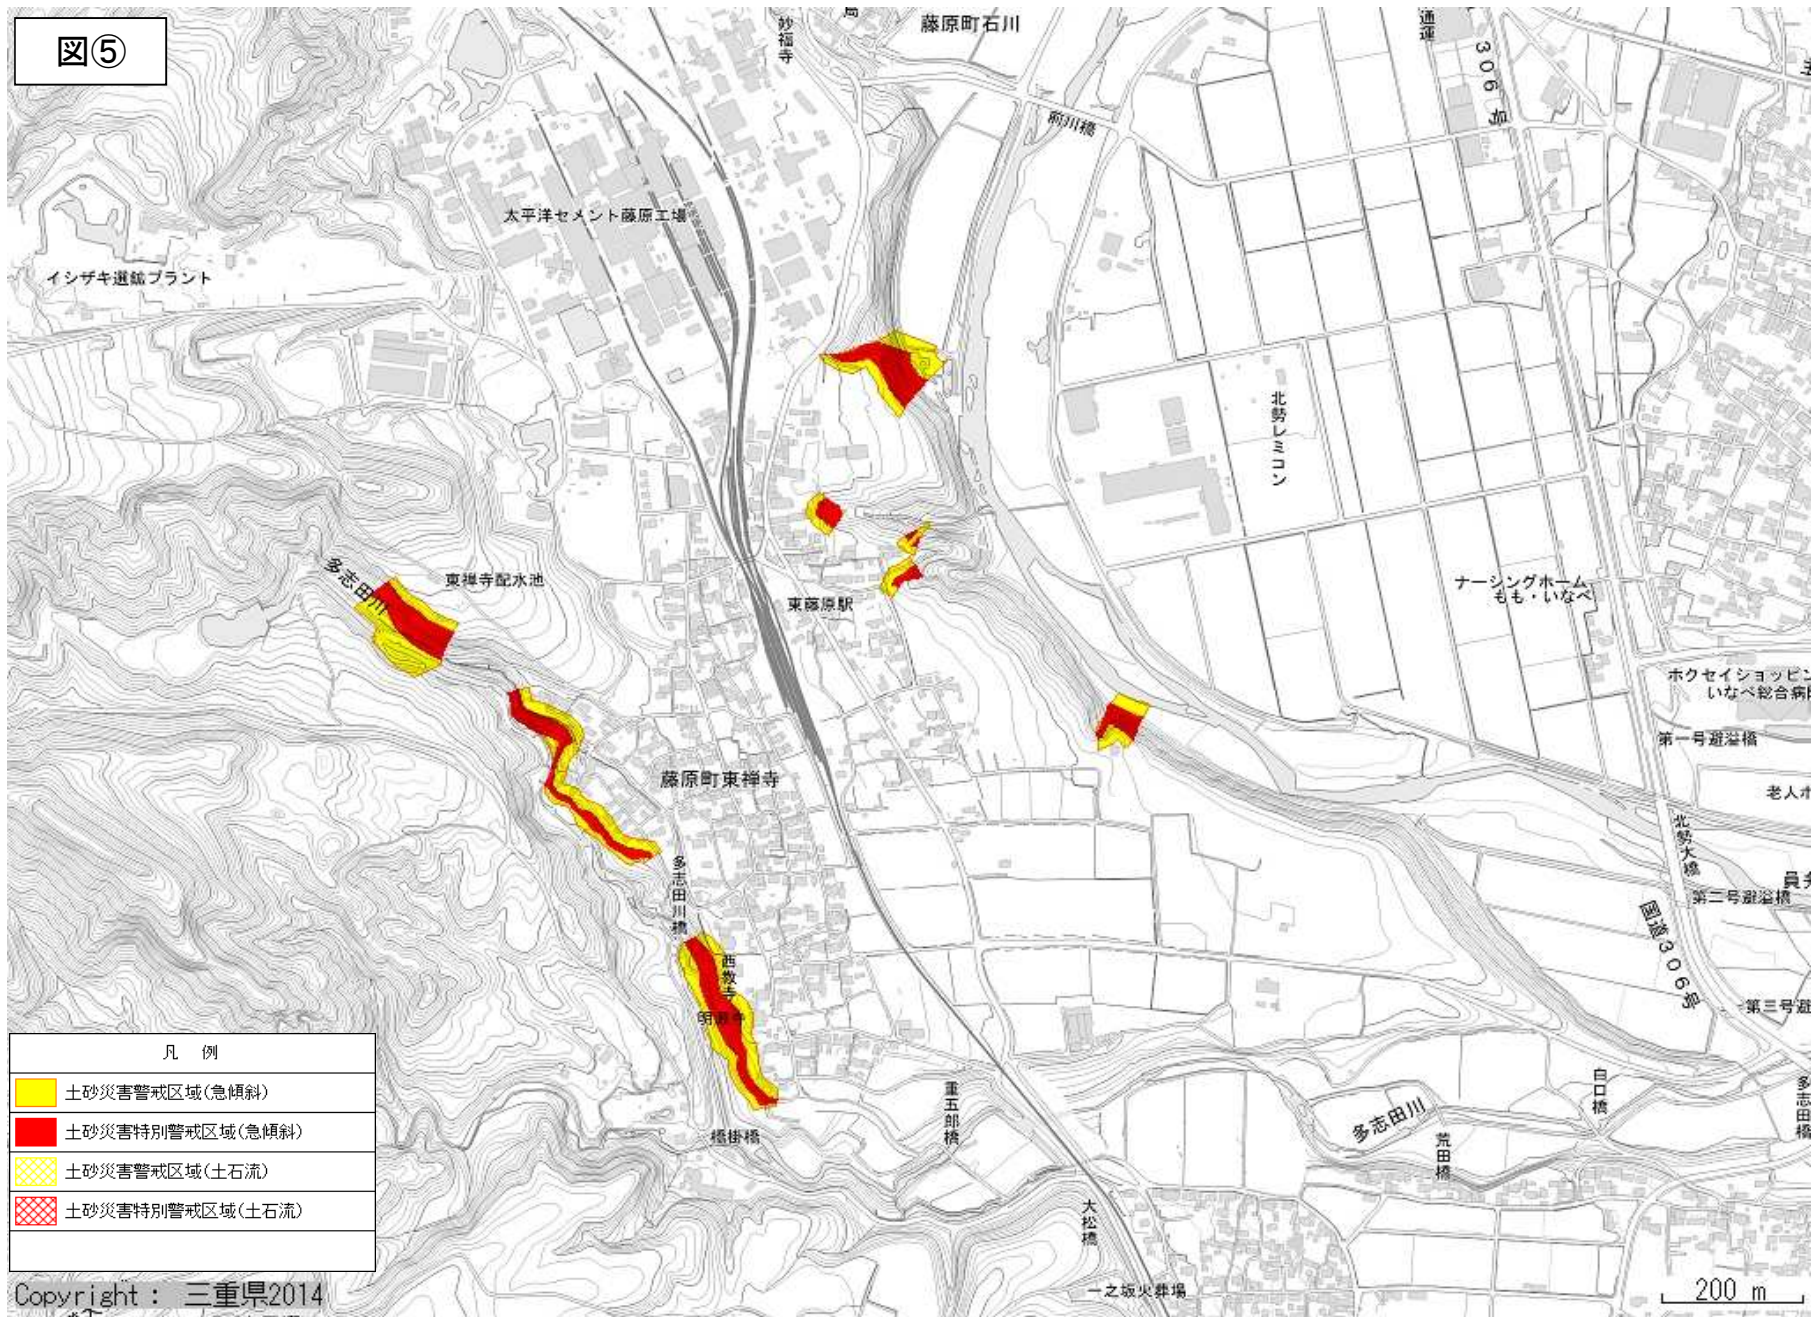 図⑤
妙福寺
局
藤原町石川
通運
306号
前川橋
太平洋セメント藤原工場
イシザキ選鉱プラント
北勢レミコン
多志田川
東禅寺配水池
東藤原駅
ナーシングホーム
もも・いなべ
ホクセイショッピン
いなべ総合病
第一号避溢橋
藤原町東禅寺
老人ホ
北勢大橋
多志田川橋
第二号避溢橋
国道306号
西教寺
第三号避
凡 例
土砂災害警戒区域(急傾斜)
土砂災害特別警戒区域(急傾斜)
土砂災害警戒区域(土石流)
土砂災害特別警戒区域(土石流)
重五郎橋
白口橋
多志田橋
多志田川
荒田橋
橋掛橋
大松橋
一之坂火葬場
Copyright : 三重県2014
200 m